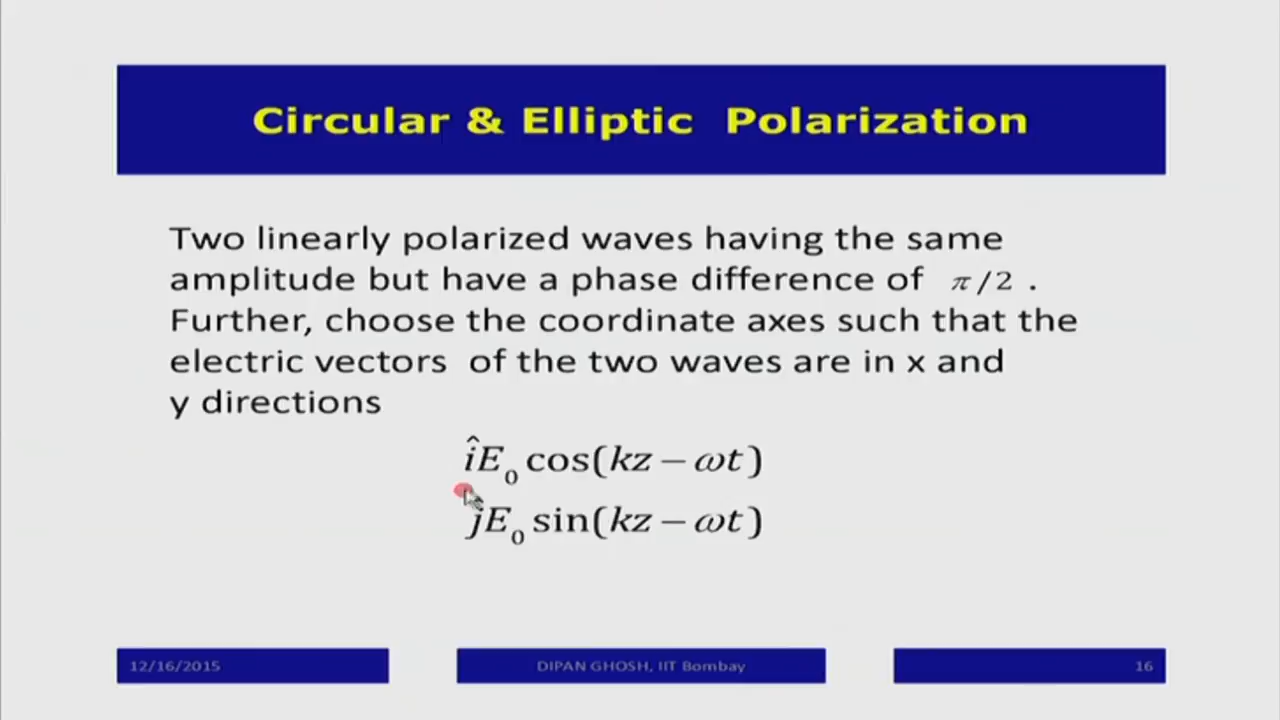 Circular & Elliptic Polarization
Two linearly polarized waves having the same
amplitude but have a phase difference of π/2 .
Further, choose the coordinate axes such that the
electric vectors of the two waves are in x and
y directions
îE₀ cos(kz − ωt)
ĵE₀ sin(kz − ωt)
12/16/2015
DIPAN GHOSH, IIT Bombay
16